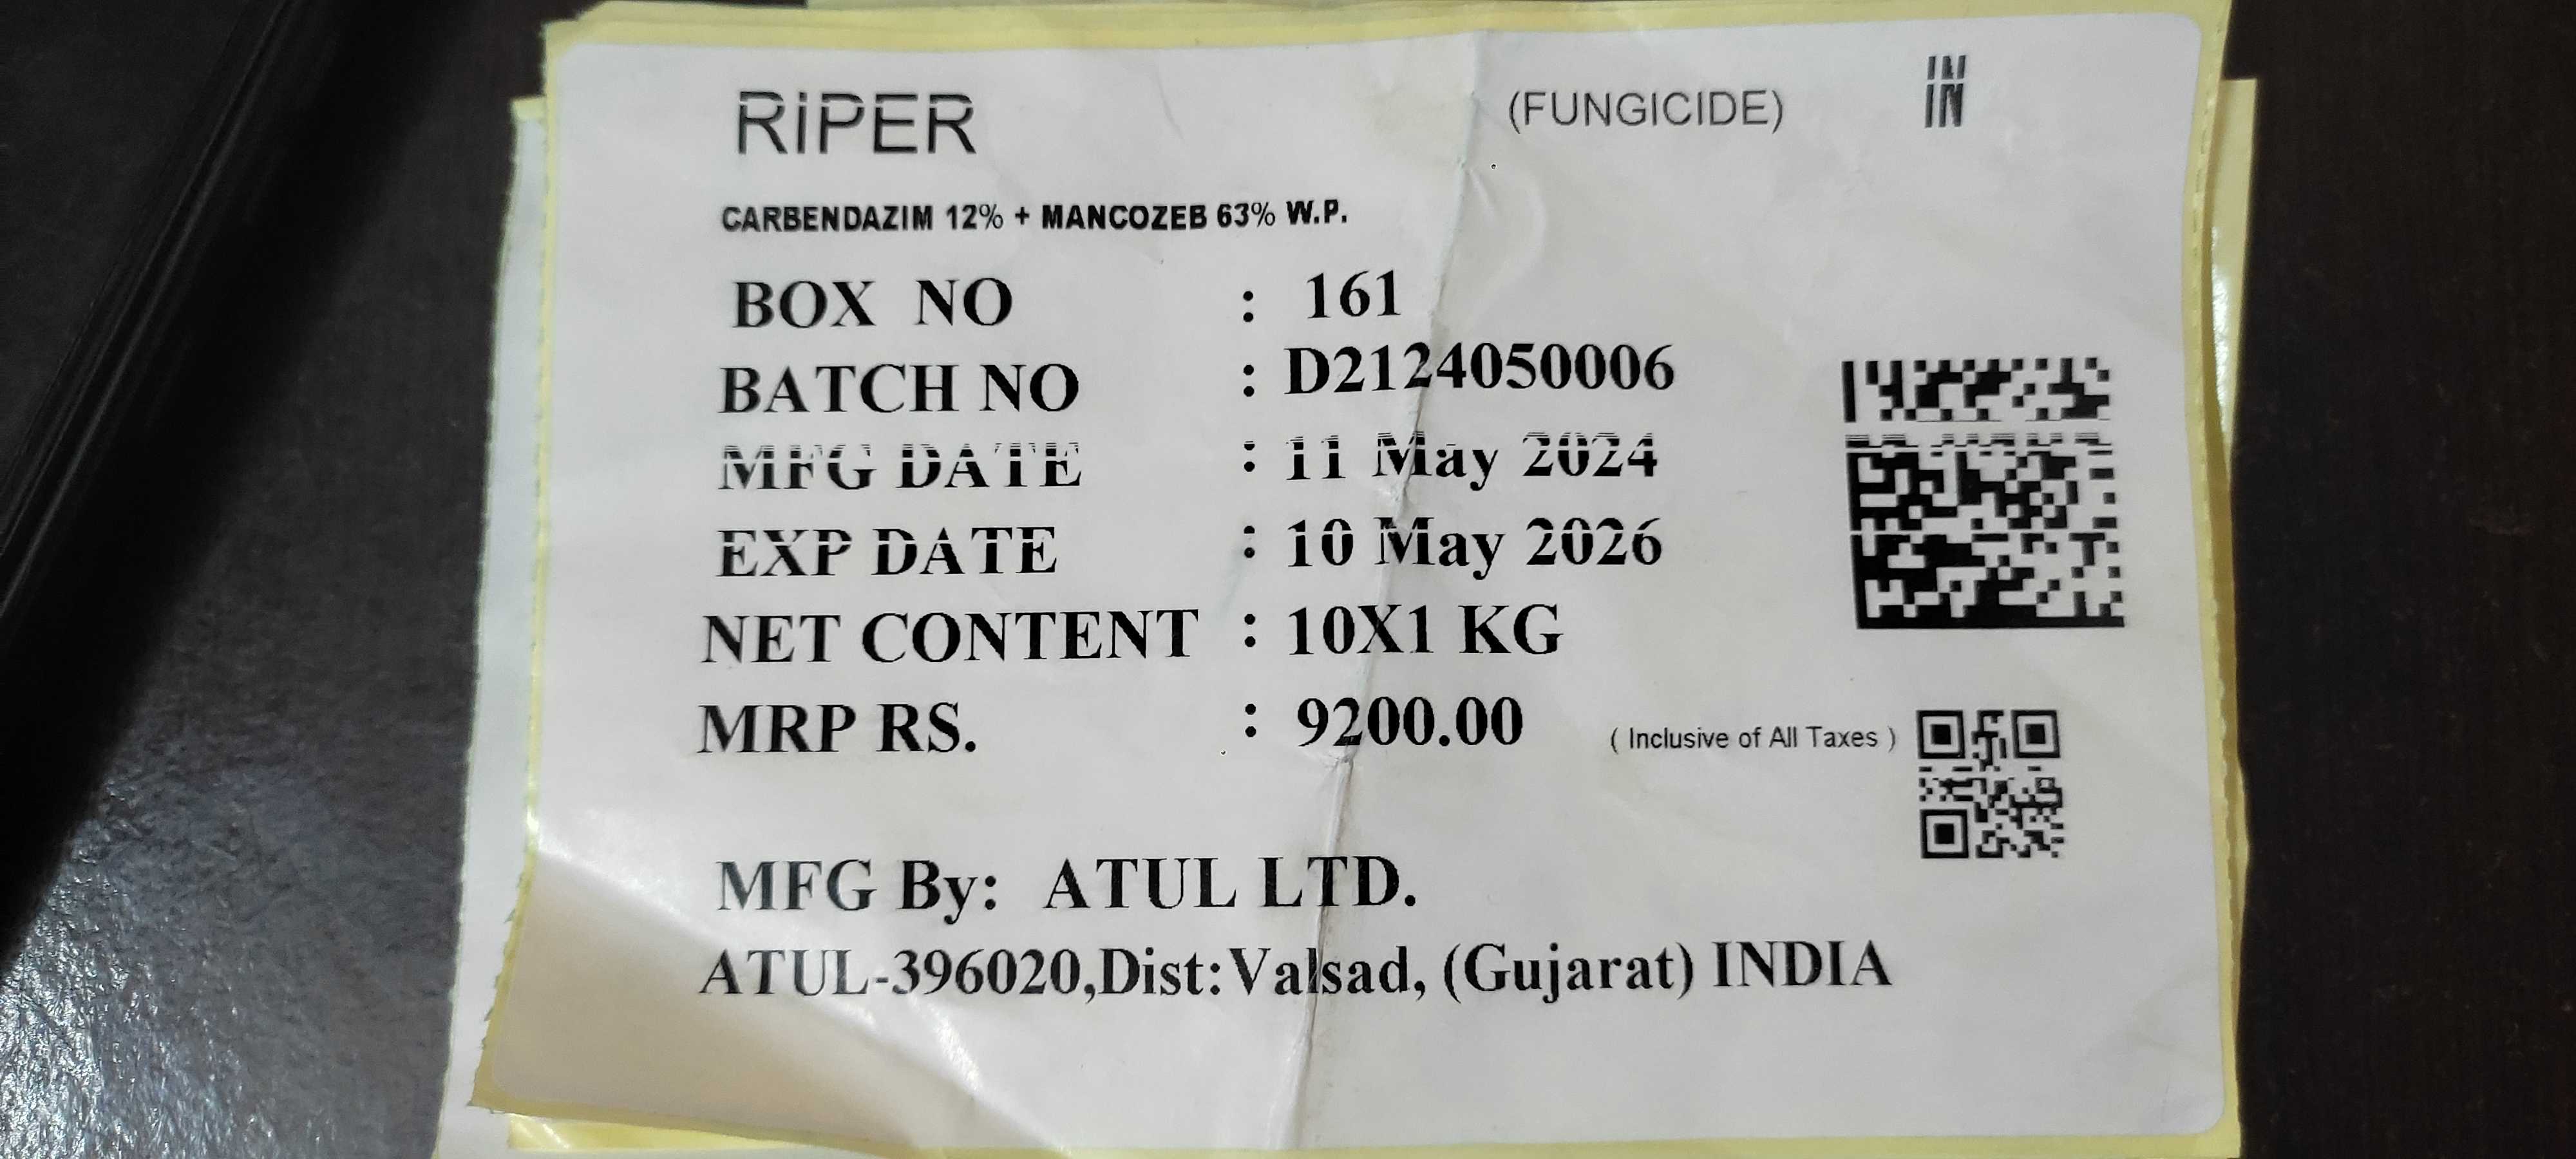 RiPER (FUNGICIDE) IN
CARBENDAZIM 12% + MANCOZEB 63% W.P.
BOX NO : 161
BATCH NO : D2124050006
MFG DATE : 11 May 2024
EXP DATE : 10 May 2026
NET CONTENT : 10X1 KG
MRP RS. : 9200.00 ( Inclusive of All Taxes )
MFG By: ATUL LTD.
ATUL-396020,Dist:Valsad, (Gujarat) INDIA